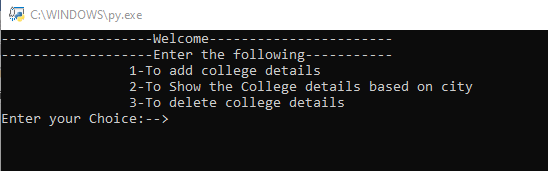 C:\WINDOWS\py.exe
-------------------Welcome-----------------------
-------------------Enter the following-----------
1-To add college details
2-To Show the College details based on city
3-To delete college details
Enter your Choice:-->